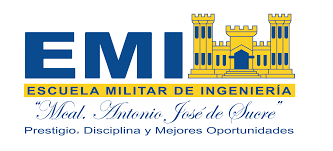 EMI
ESCUELA MILITAR DE INGENIERÍA
"Mcal. Antonio José de Sucre"
Prestigio, Disciplina y Mejores Oportunidades